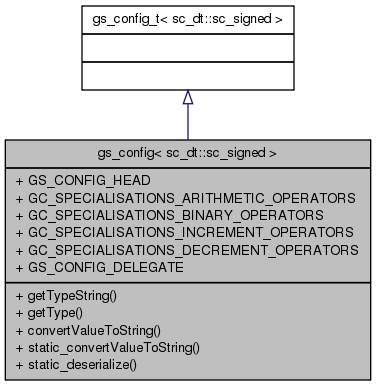 gs_config_t< sc_dt::sc_signed >
gs_config< sc_dt::sc_signed >
+ GS_CONFIG_HEAD
+ GC_SPECIALISATIONS_ARITHMETIC_OPERATORS
+ GC_SPECIALISATIONS_BINARY_OPERATORS
+ GC_SPECIALISATIONS_INCREMENT_OPERATORS
+ GC_SPECIALISATIONS_DECREMENT_OPERATORS
+ GS_CONFIG_DELEGATE
+ getTypeString()
+ getType()
+ convertValueToString()
+ static_convertValueToString()
+ static_deserialize()